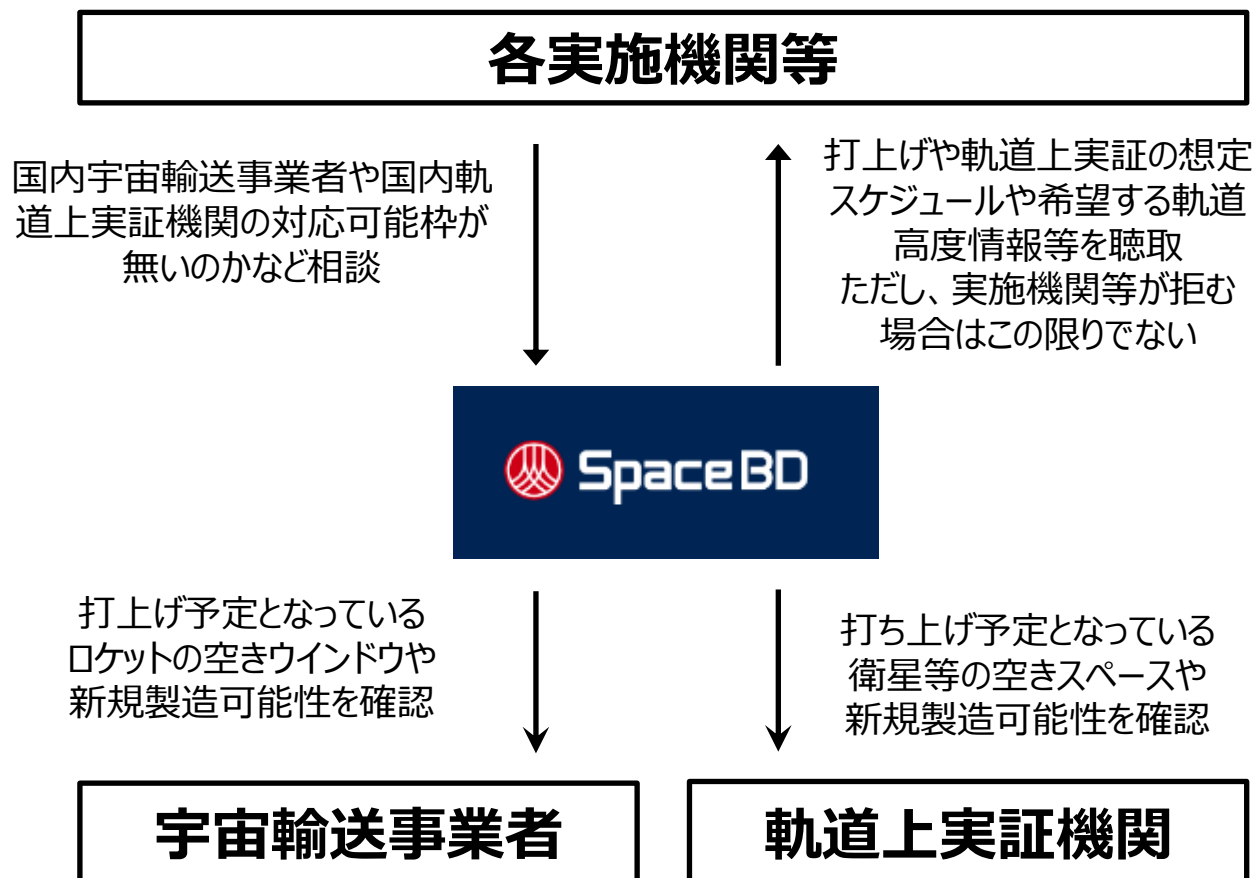 各実施機関等
国内宇宙輸送事業者や国内軌
道上実証機関の対応可能枠が
無いのかなど相談
打上げや軌道上実証の想定
スケジュールや希望する軌道
高度情報等を聴取
ただし、実施機関等が拒む
場合はこの限りでない
SpaceBD
打上げ予定となっている
ロケットの空きウインドウや
新規製造可能性を確認
打ち上げ予定となっている
衛星等の空きスペースや
新規製造可能性を確認
宇宙輸送事業者
軌道上実証機関